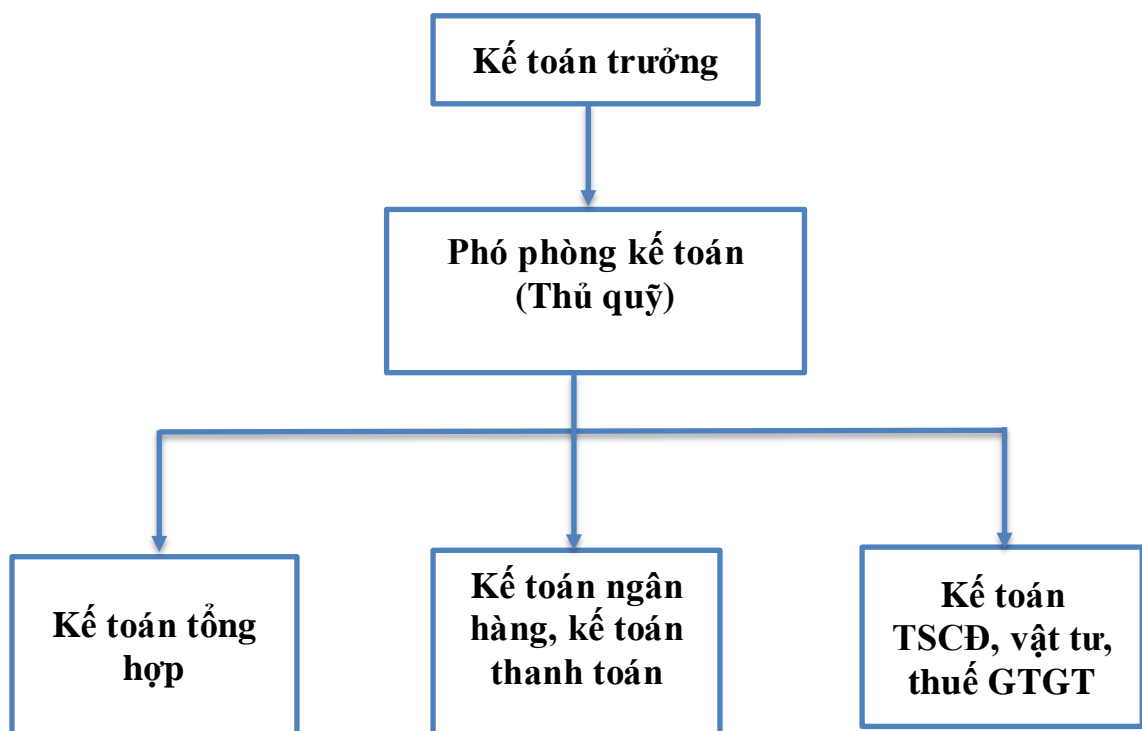 Kế toán trưởng
Phó phòng kế toán
(Thủ quỹ)
Kế toán tổng
hợp
Kế toán ngân
hàng, kế toán
thanh toán
Kế toán
TSCĐ, vật tư,
thuế GTGT